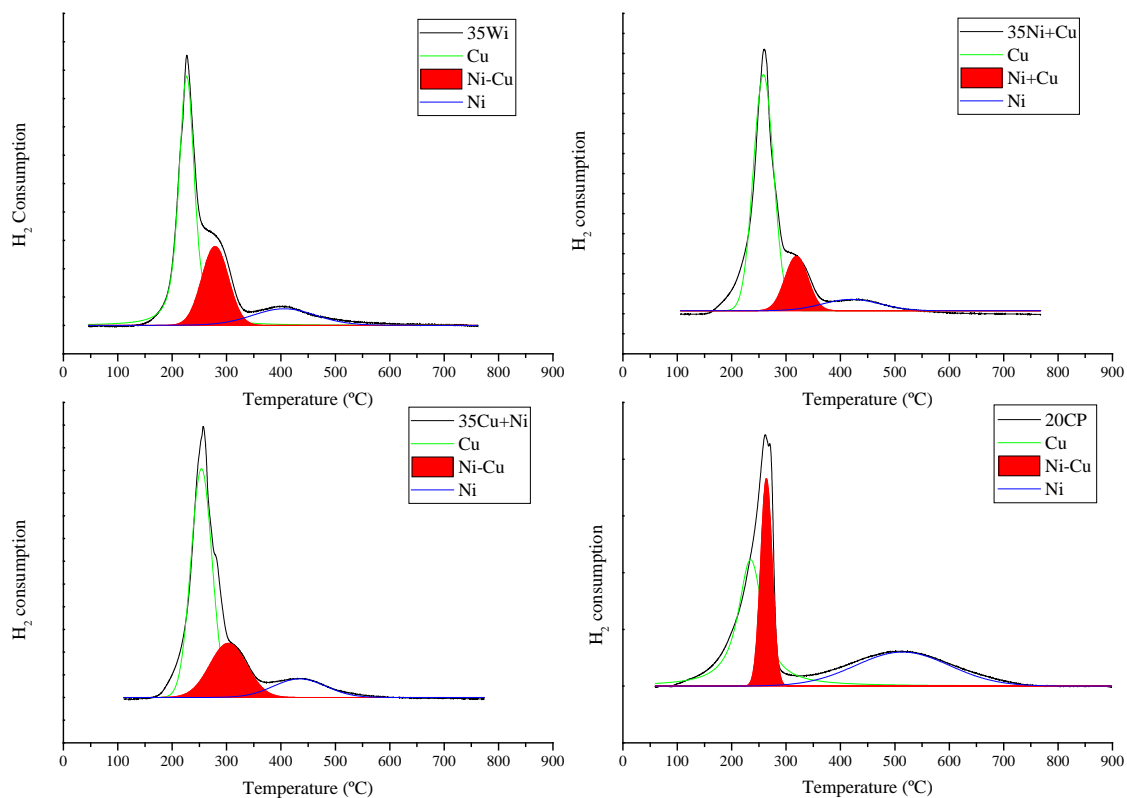 35Wi
Cu
Ni-Cu
Ni
H2 Consumption
0 100 200 300 400 500 600 700 800 900
Temperature (ºC)
35Ni+Cu
Cu
Ni+Cu
Ni
H2 consumption
0 100 200 300 400 500 600 700 800 900
Temperature (ºC)
35Cu+Ni
Cu
Ni-Cu
Ni
H2 consumption
0 100 200 300 400 500 600 700 800 900
Temperature (ºC)
20CP
Cu
Ni-Cu
Ni
H2 consumption
0 100 200 300 400 500 600 700 800 900
Temperature (ºC)